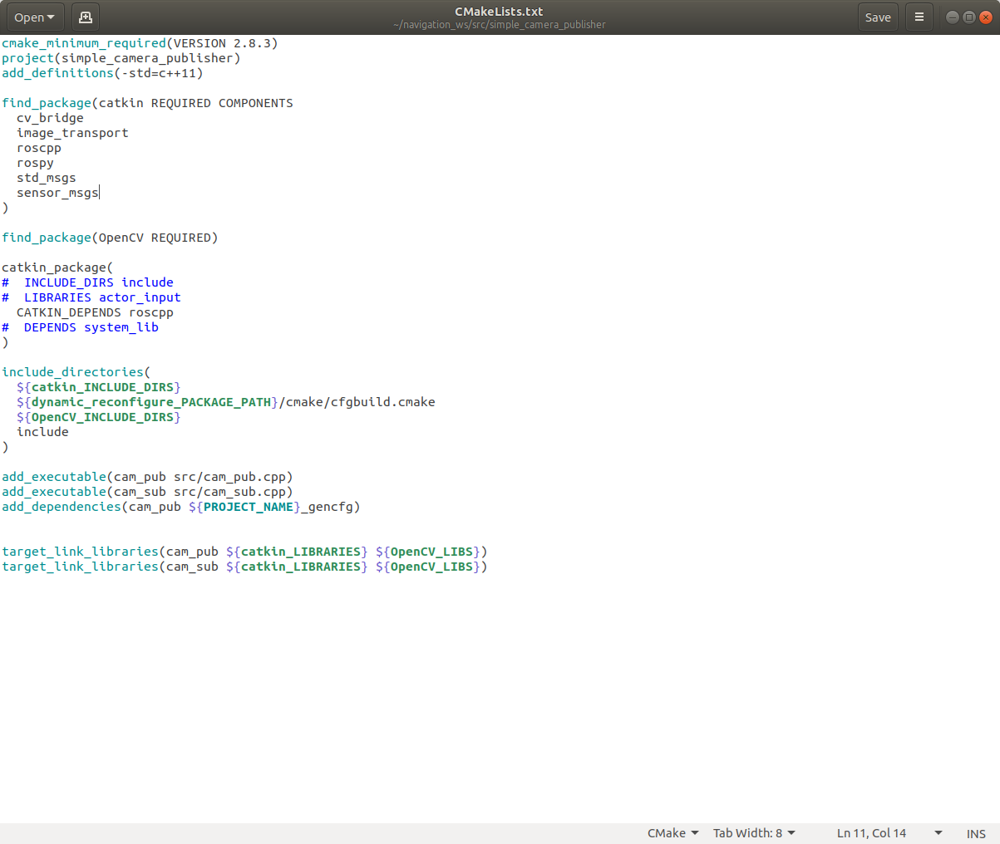 Open
CMakeLists.txt
~/navigation_ws/src/simple_camera_publisher
Save
cmake_minimum_required(VERSION 2.8.3)
project(simple_camera_publisher)
add_definitions(-std=c++11)
find_package(catkin REQUIRED COMPONENTS
  cv_bridge
  image_transport
  roscpp
  rospy
  std_msgs
  sensor_msgs
)
find_package(OpenCV REQUIRED)
catkin_package(
#  INCLUDE_DIRS include
#  LIBRARIES actor_input
  CATKIN_DEPENDS roscpp
#  DEPENDS system_lib
)
include_directories(
  ${catkin_INCLUDE_DIRS}
  ${dynamic_reconfigure_PACKAGE_PATH}/cmake/cfgbuild.cmake
  ${OpenCV_INCLUDE_DIRS}
  include
)
add_executable(cam_pub src/cam_pub.cpp)
add_executable(cam_sub src/cam_sub.cpp)
add_dependencies(cam_pub ${PROJECT_NAME}_gencfg)
target_link_libraries(cam_pub ${catkin_LIBRARIES} ${OpenCV_LIBS})
target_link_libraries(cam_sub ${catkin_LIBRARIES} ${OpenCV_LIBS})
CMake Tab Width: 8 Ln 11, Col 14 INS